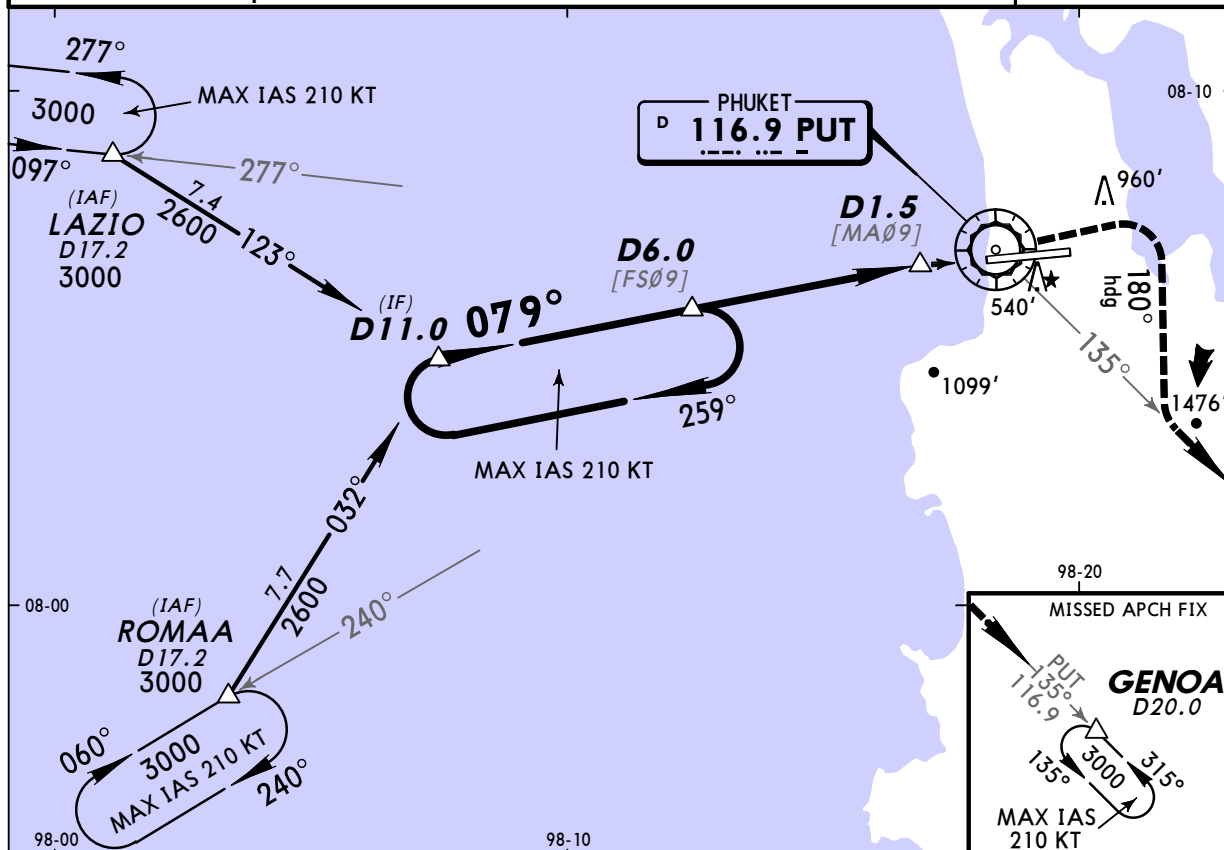 277°
3000
MAX IAS 210 KT
097°
277°
(IAF)
LAZIO
D17.2
3000
7.4
2600
123°
PHUKET
D 116.9 PUT
08-10
960'
D1.5
[MAØ9]
D6.0
[FSØ9]
(IF)
D11.0
079°
540'
180°
hdg
135°
1476'
1099'
259°
MAX IAS 210 KT
032°
7.7
2600
240°
08-00
(IAF)
ROMAA
D17.2
3000
060°
3000
MAX IAS 210 KT
240°
98-00
98-10
98-20
MISSED APCH FIX
PUT
135°
116.9
GENOA
D20.0
3000
135°
315°
MAX IAS
210 KT